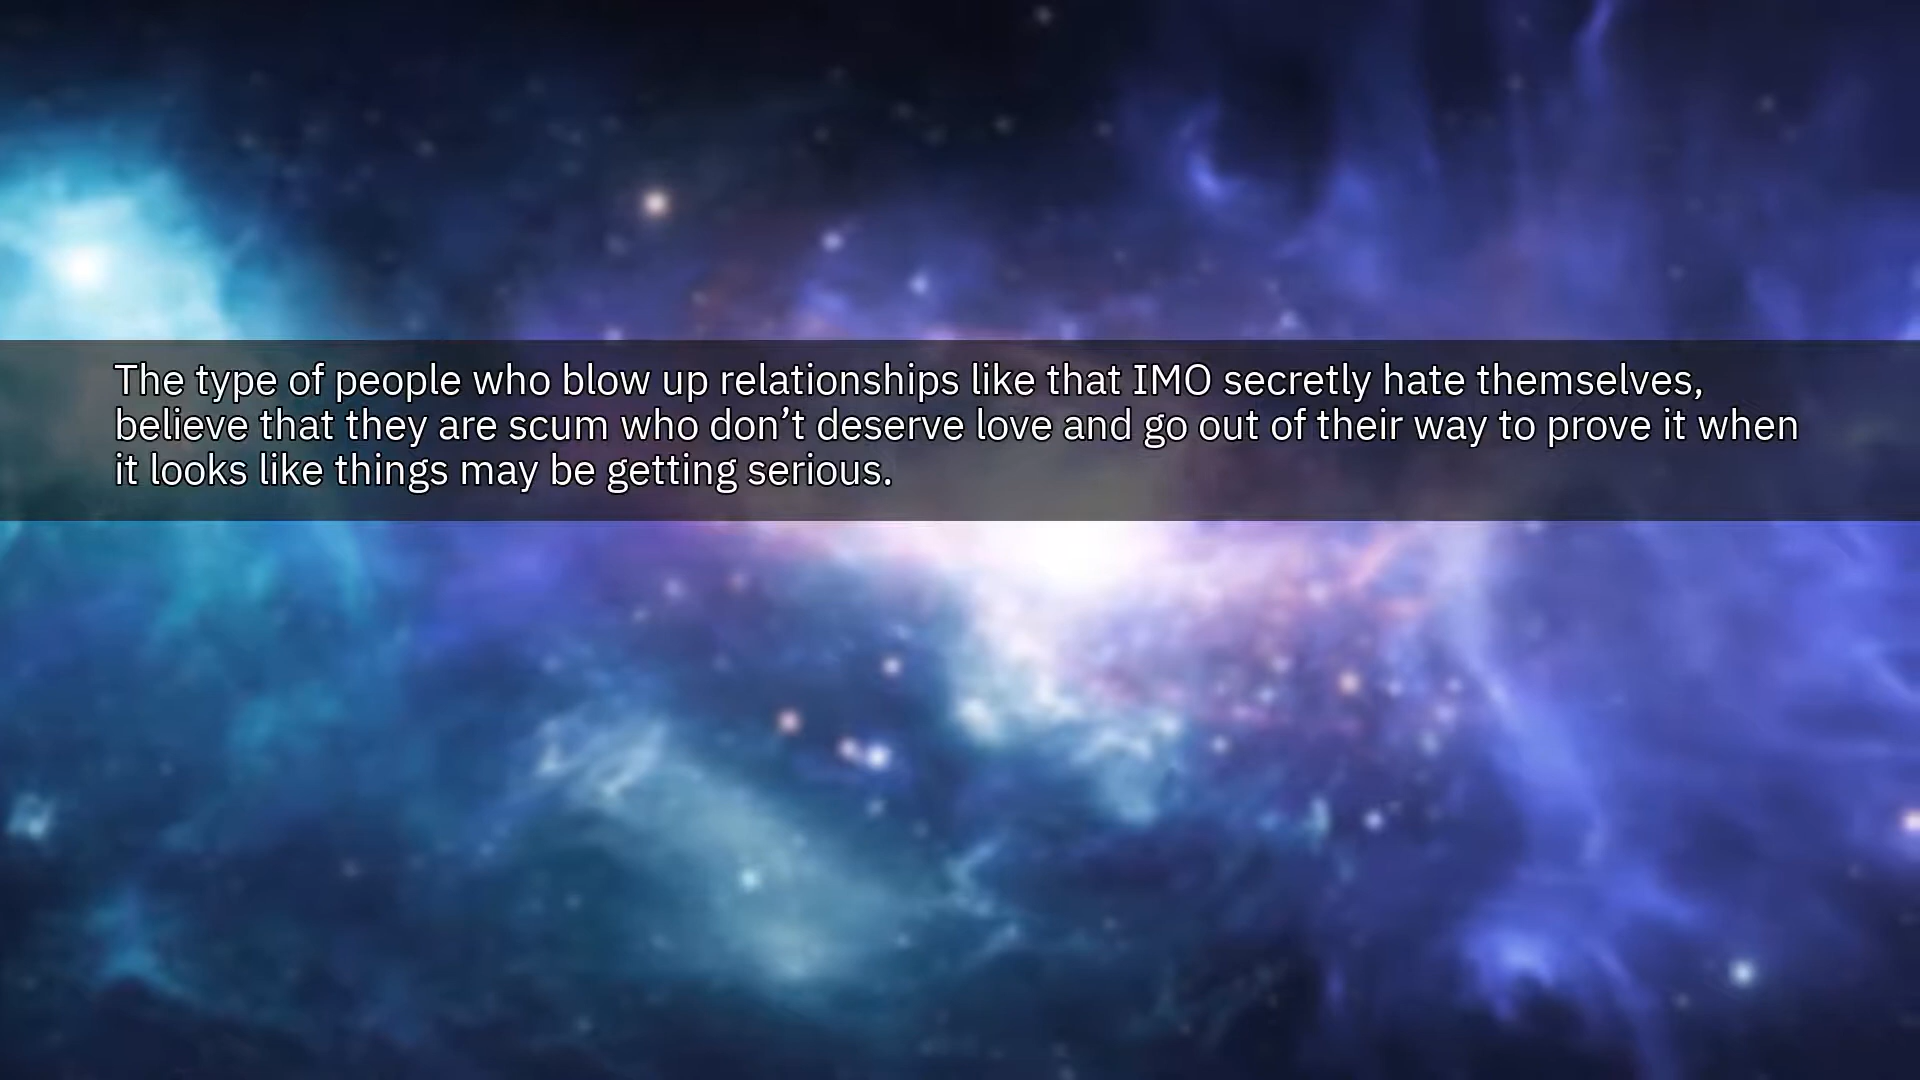 The type of people who blow up relationships like that IMO secretly hate themselves,
believe that they are scum who don’t deserve love and go out of their way to prove it when
it looks like things may be getting serious.